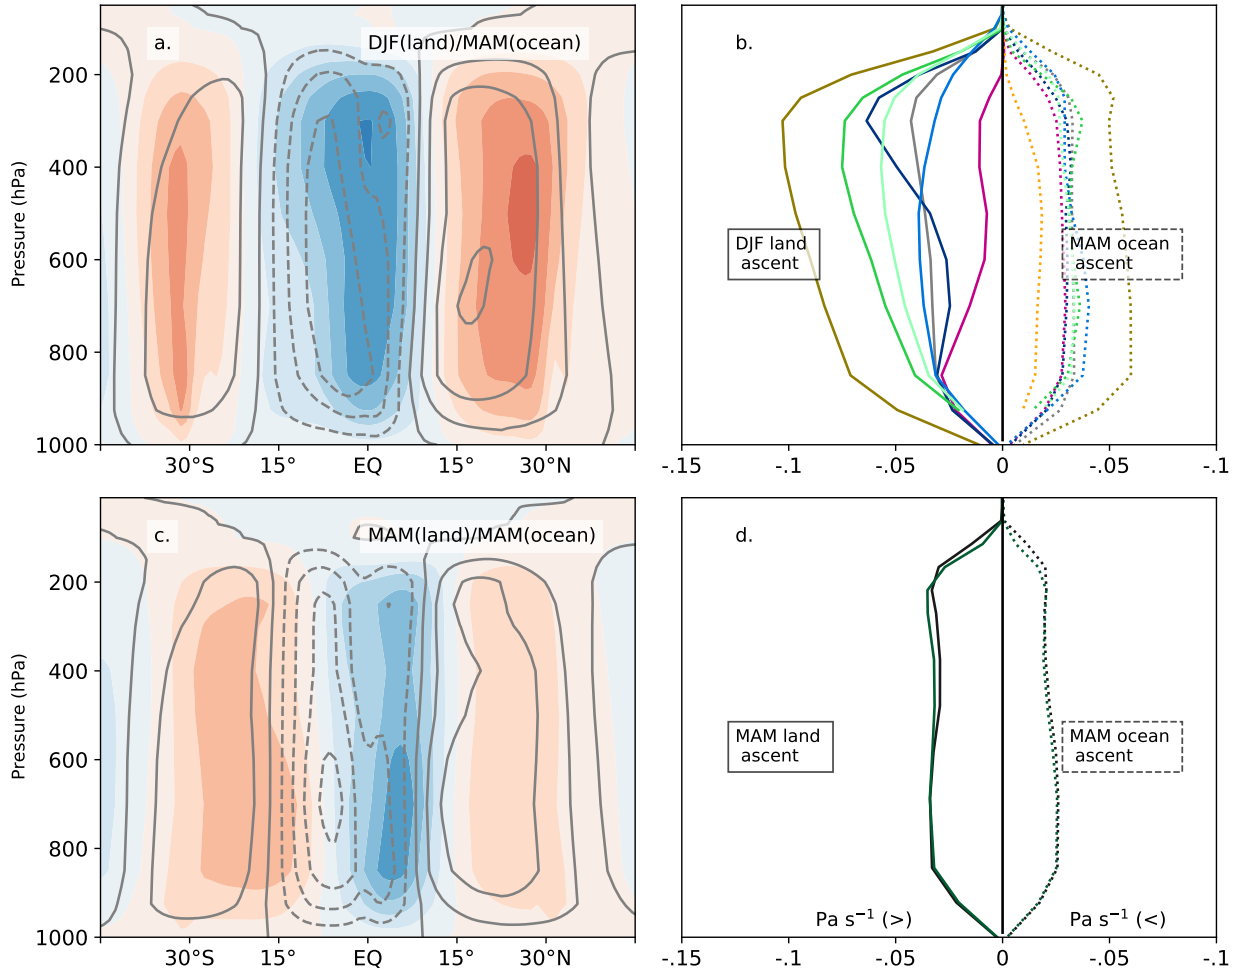 a.
DJF(land)/MAM(ocean)
Pressure (hPa)
200
400
600
800
1000
30°S
15°
EQ
15°
30°N
b.
DJF land
ascent
MAM ocean
ascent
-.15
-.1
-.05
0
-.05
-.1
c.
MAM(land)/MAM(ocean)
Pressure (hPa)
200
400
600
800
1000
30°S
15°
EQ
15°
30°N
d.
MAM land
ascent
MAM ocean
ascent
Pa s⁻¹ (>)
Pa s⁻¹ (<)
-.15
-.1
-.05
0
-.05
-.1